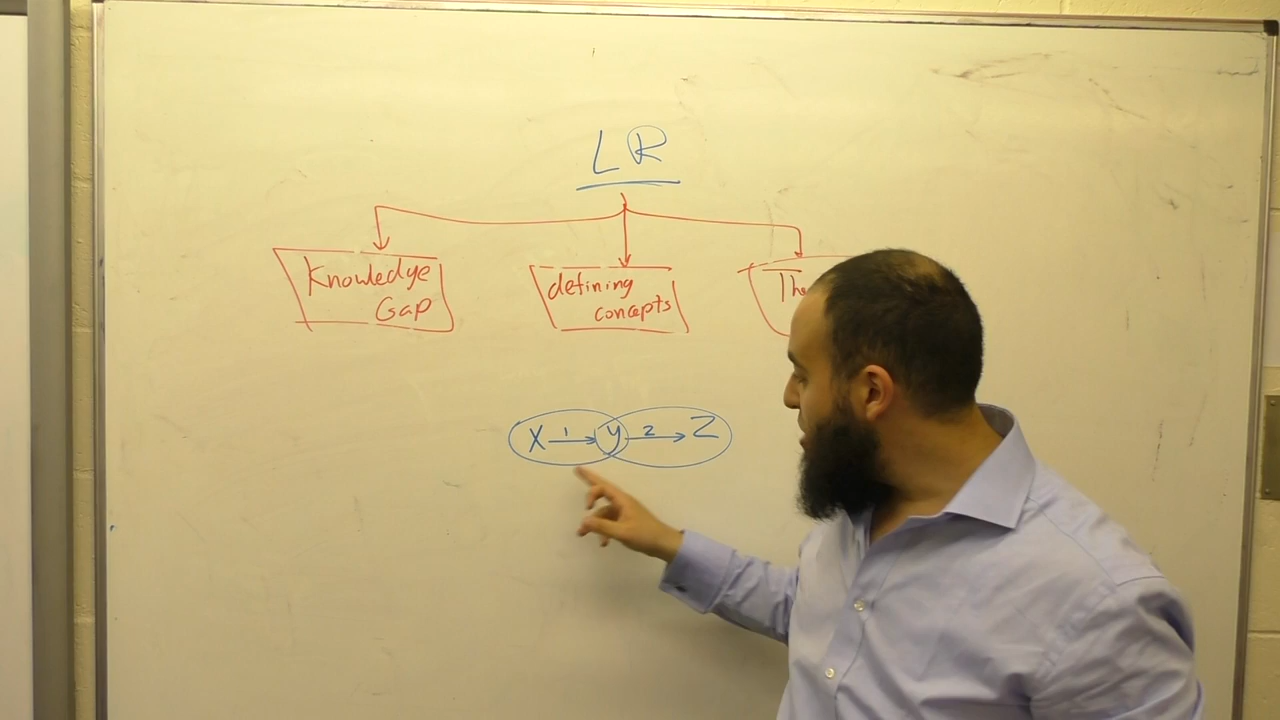 LR
Knowledge
Gap
defining
concepts
X 1 y 2 Z